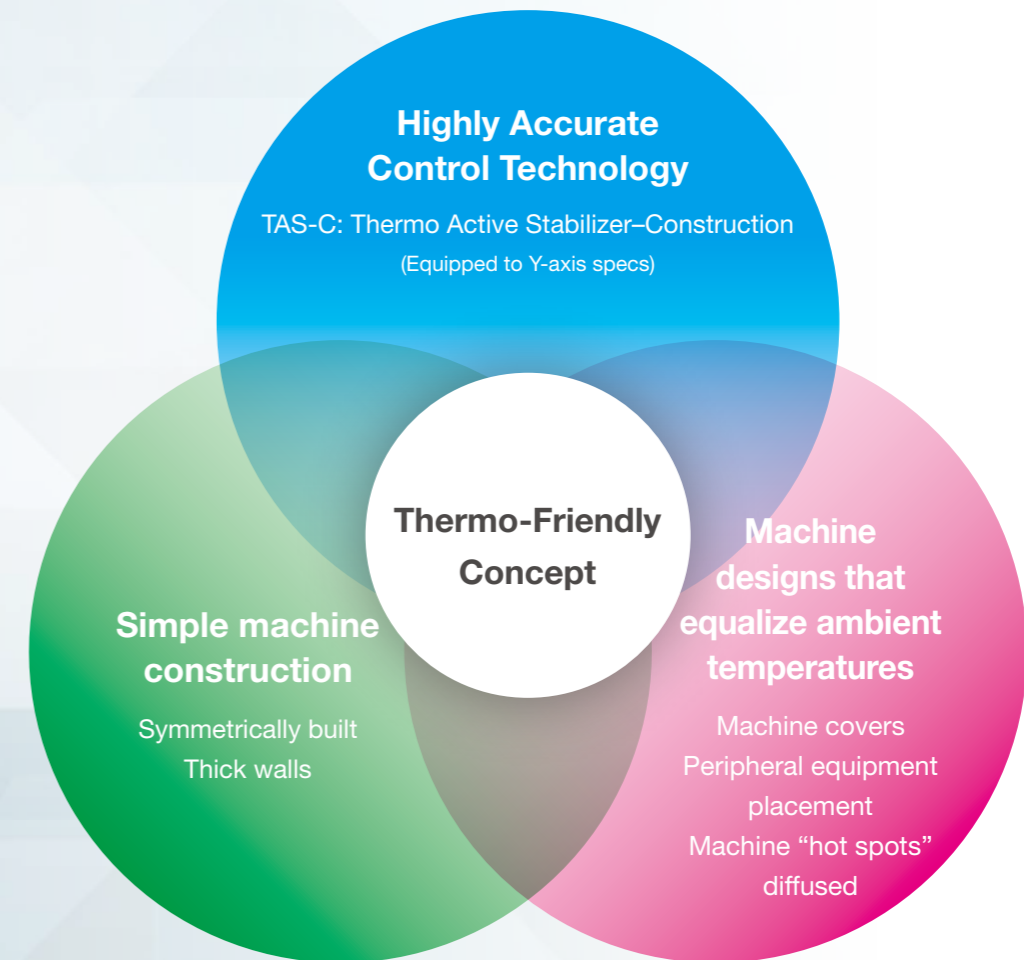 Highly Accurate
Control Technology
TAS-C: Thermo Active Stabilizer–Construction
(Equipped to Y-axis specs)
Thermo-Friendly
Concept
Simple machine
construction
Symmetrically built
Thick walls
Machine
designs that
equalize ambient
temperatures
Machine covers
Peripheral equipment
placement
Machine “hot spots”
diffused